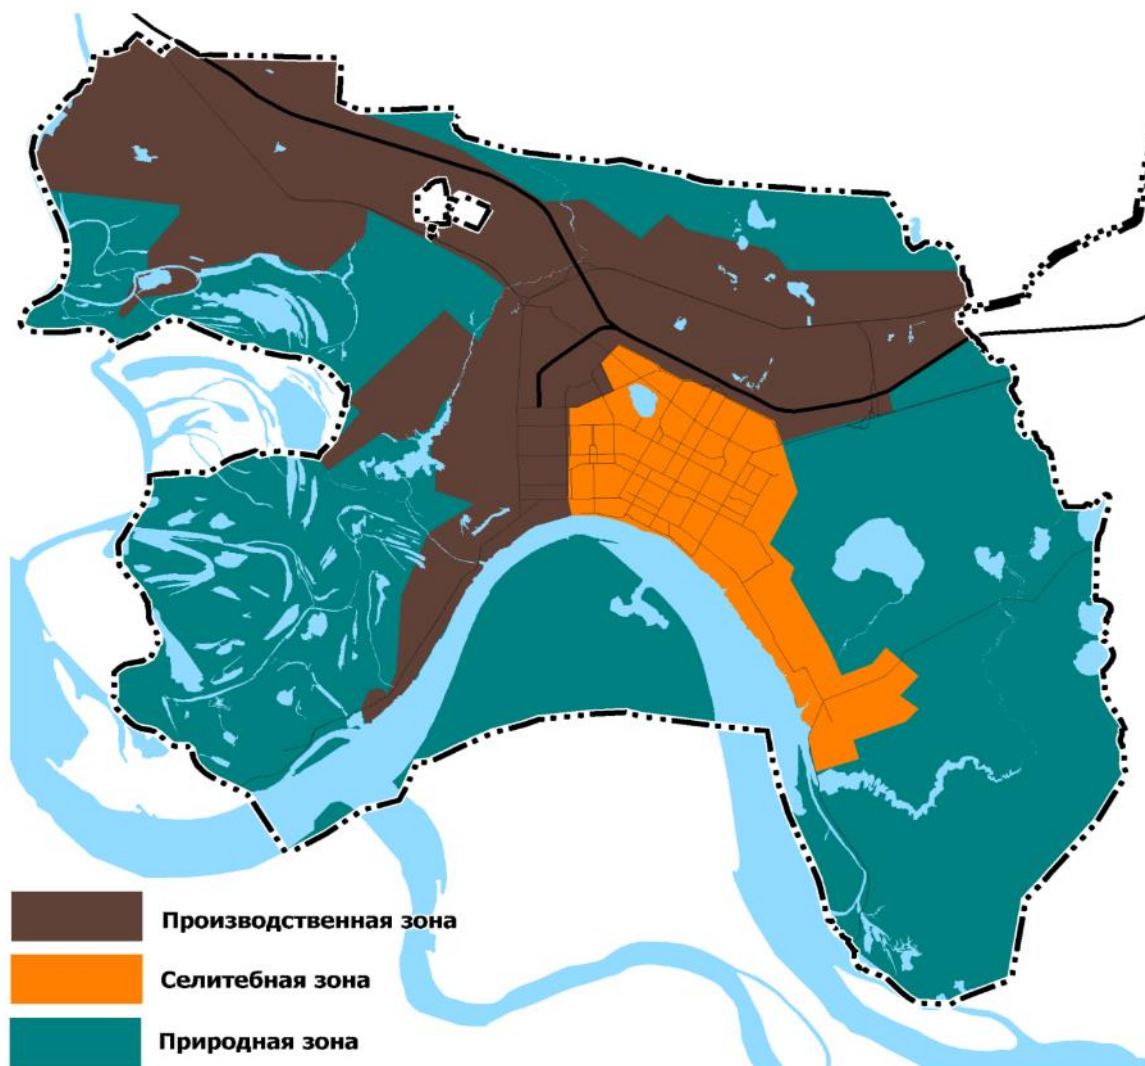 Производственная зона
Селитебная зона
Природная зона